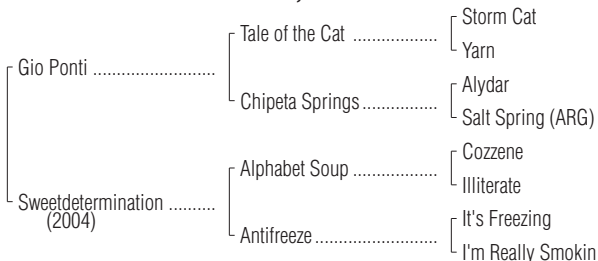 Storm Cat
Tale of the Cat ..................
Yarn
Gio Ponti ..........................
Alydar
Chipeta Springs................
Salt Spring (ARG)
Cozzene
Alphabet Soup ..................
Illiterate
Sweetdetermination ..........
(2004)
It's Freezing
Antifreeze..........................
I'm Really Smokin